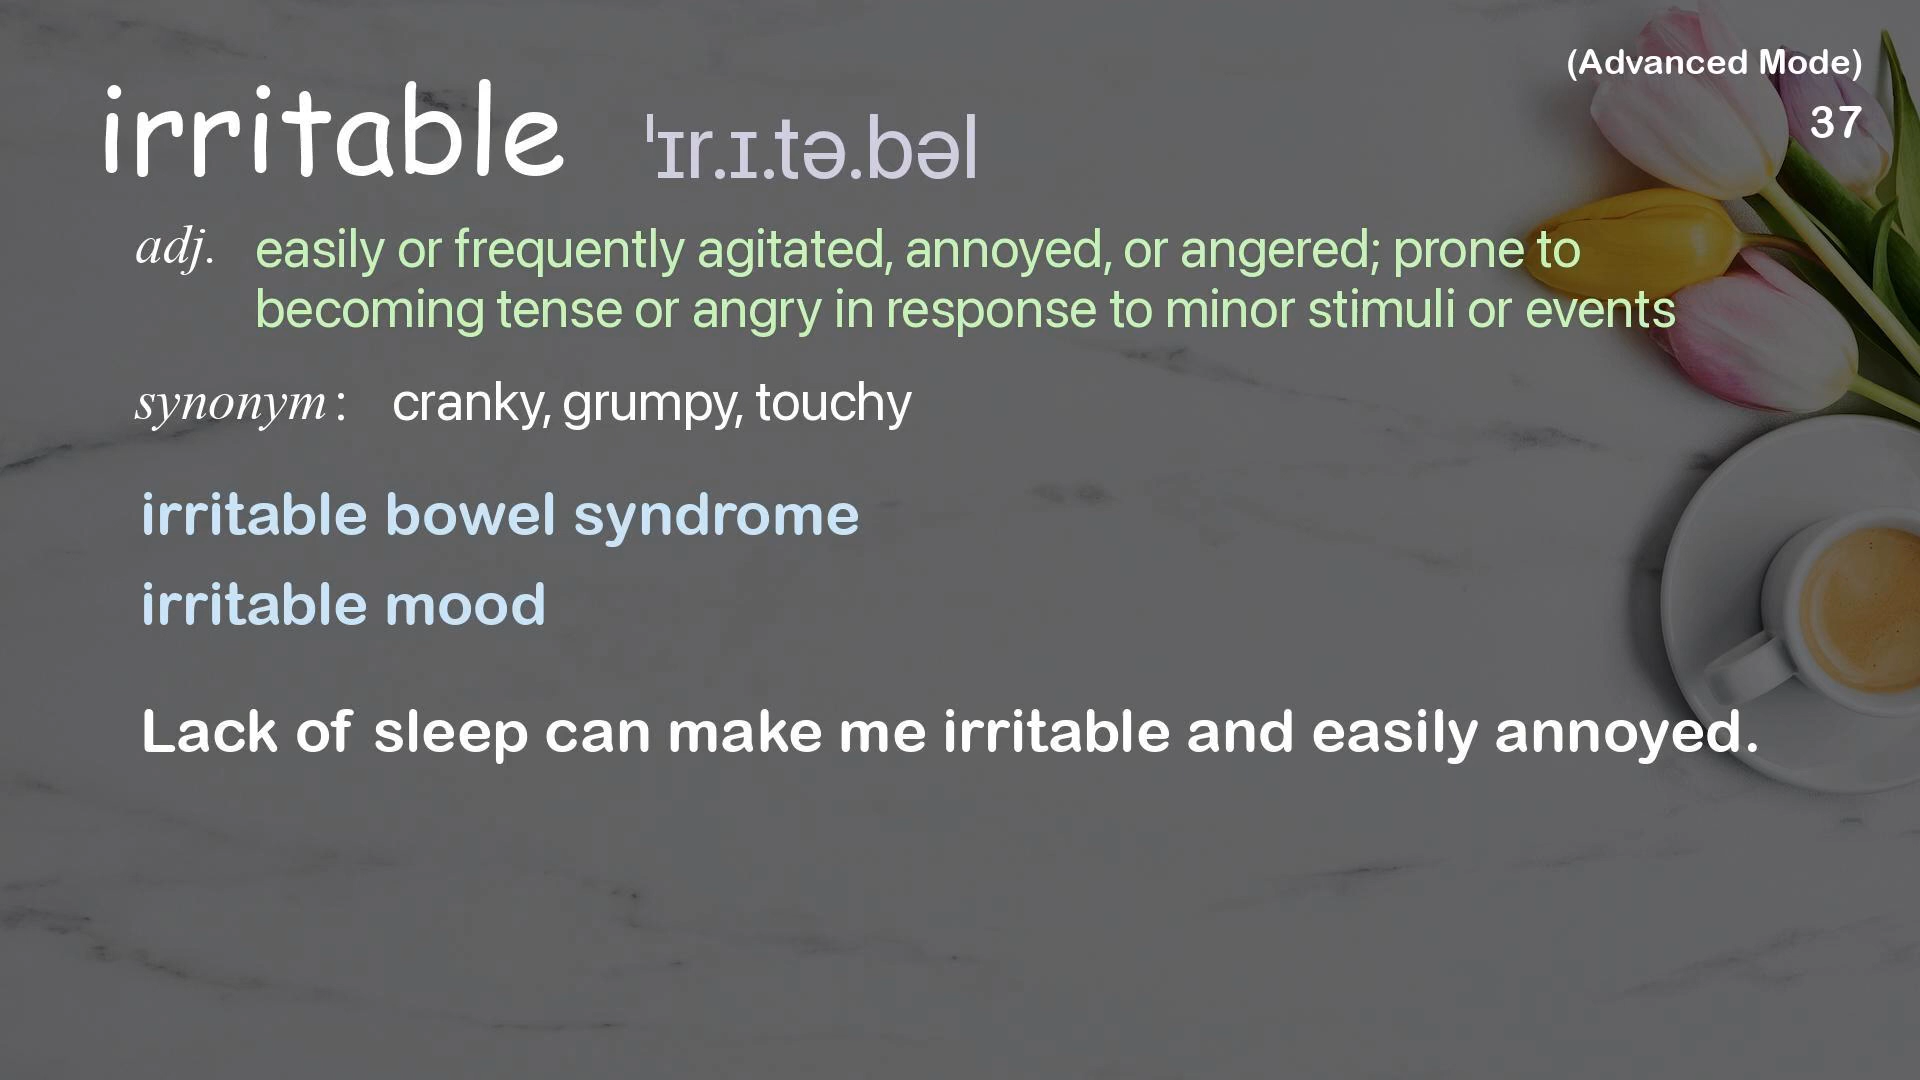 (Advanced Mode)
37
irritable ˈɪr.ɪ.tə.bəl
adj. easily or frequently agitated, annoyed, or angered; prone to
becoming tense or angry in response to minor stimuli or events
synonym: cranky, grumpy, touchy
irritable bowel syndrome
irritable mood
Lack of sleep can make me irritable and easily annoyed.